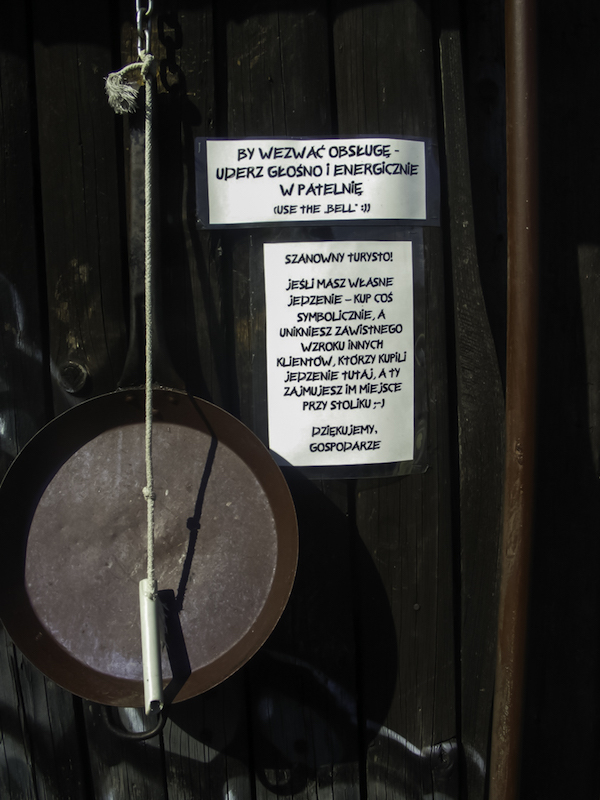 BY WEZWAĆ OBSŁUGĘ -
UDERZ GŁOŚNO I ENERGICZNIE
W PATELNIĘ
(USE THE „BELL" :))
SZANOWNY TURYSTO!
JEŚLI MASZ WŁASNE
JEDZENIE – KUP COŚ
SYMBOLICZNIE, A
UNIKNIESZ ZAWISTNEGO
WZROKU INNYCH
KLIENTÓW, KTÓRZY KUPILI
JEDZENIE TUTAJ, A TY
ZAJMUJESZ IM MIEJSCE
PRZY STOLIKU ;-)
DZIĘKUJEMY,
GOSPODARZE